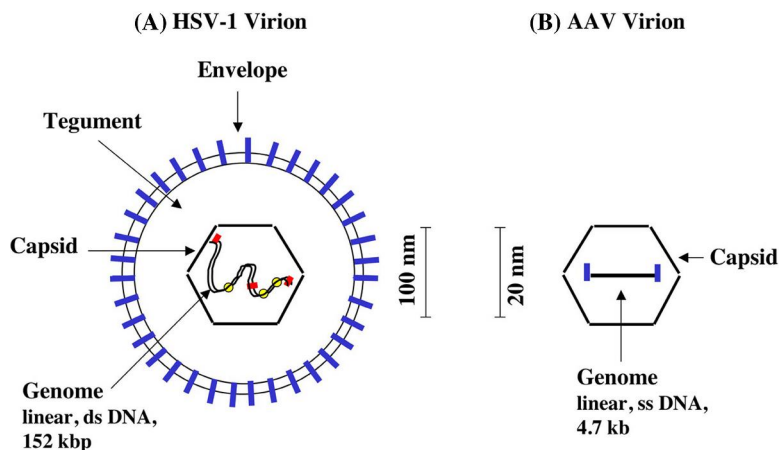 (A) HSV-1 Virion
Envelope
Tegument
Capsid
Genome
linear, ds DNA,
152 kbp
100 nm
20 nm
(B) AAV Virion
Capsid
Genome
linear, ss DNA,
4.7 kb